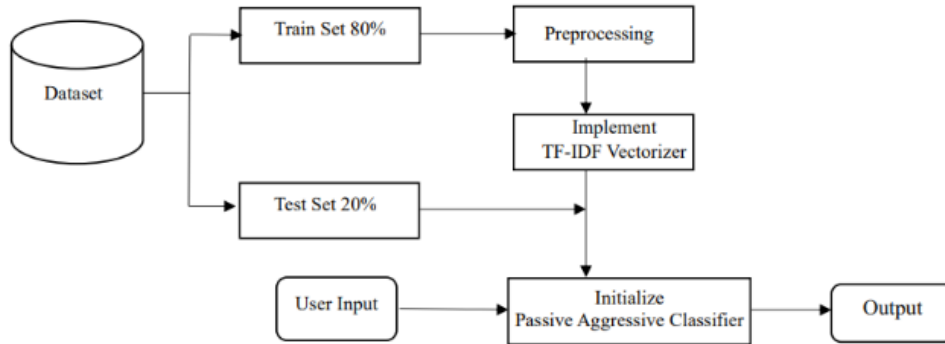 Train Set 80%
Preprocessing
Dataset
Implement
TF-IDF Vectorizer
Test Set 20%
User Input
Initialize
Passive Aggressive Classifier
Output